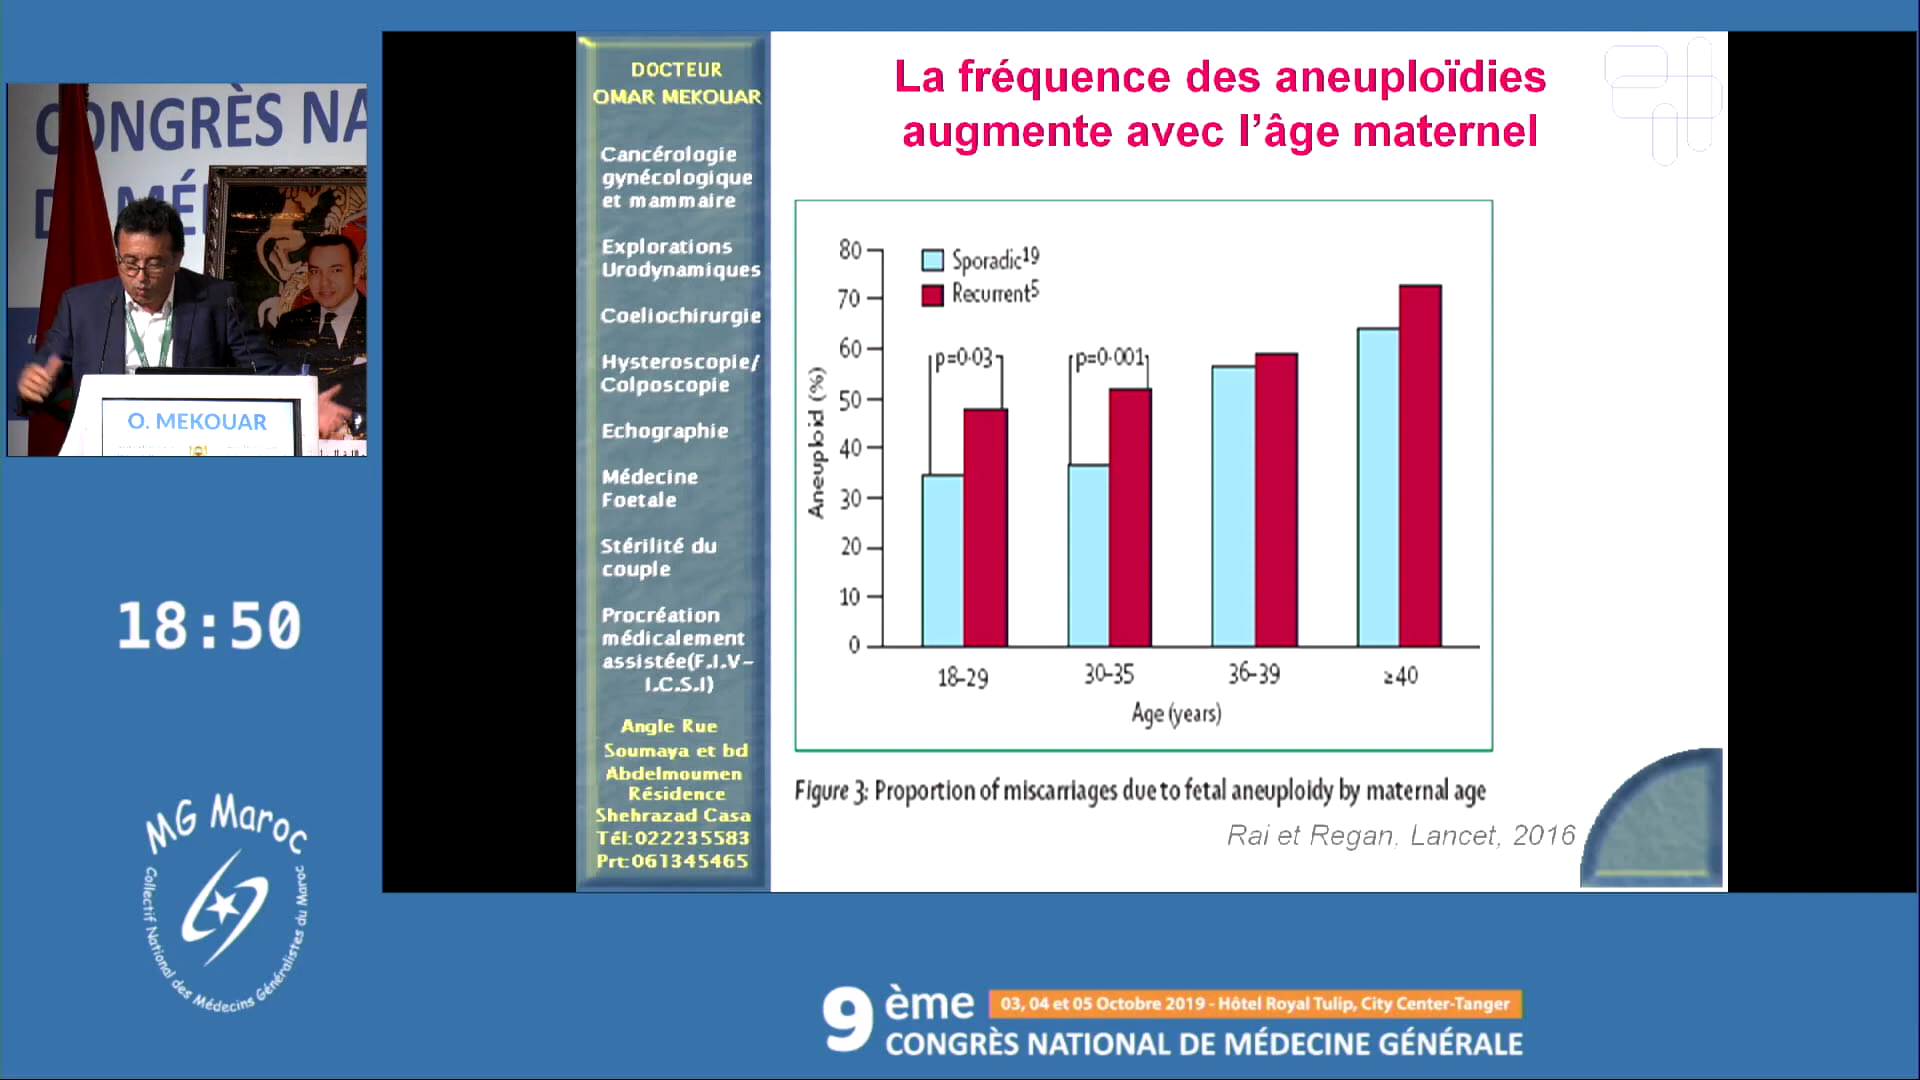 CONGRÈS NA
O. MEKOUAR
18:50
MG Maroc
Collectif National des Médecins Généralistes du Maroc
DOCTEUR
OMAR MEKOUAR
Cancérologie
gynécologique
et mammaire
Explorations
Urodynamiques
Coeliochirurgie
Hysteroscopie/
Colposcopie
Echographie
Médecine
Foetale
Stérilité du
couple
Procréation
médicalement
assistée(F.I.V-
I.C.S.I)
Angle Rue
Soumaya et bd
Abdelmoumen
Résidence
Shehrazad Casa
Tél:022235583
Prt:061345465
La fréquence des aneuploïdies
augmente avec l’âge maternel
Sporadic19
Recurrent5
p=0·03
p=0·001
Aneuploid (%)
80
70
60
50
40
30
20
10
0
18–29
30–35
36–39
≥40
Age (years)
Figure 3: Proportion of miscarriages due to fetal aneuploidy by maternal age
Rai et Regan, Lancet, 2016
9ème
03, 04 et 05 Octobre 2019 - Hôtel Royal Tulip, City Center-Tanger
CONGRÈS NATIONAL DE MÉDECINE GÉNÉRALE